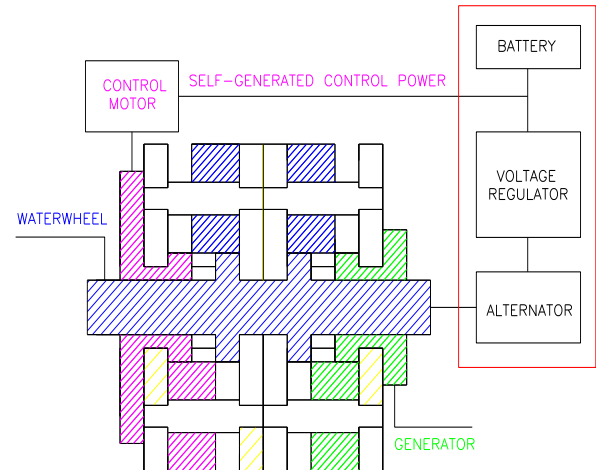 BATTERY
CONTROL
MOTOR
SELF-GENERATED CONTROL POWER
VOLTAGE
REGULATOR
WATERWHEEL
ALTERNATOR
GENERATOR